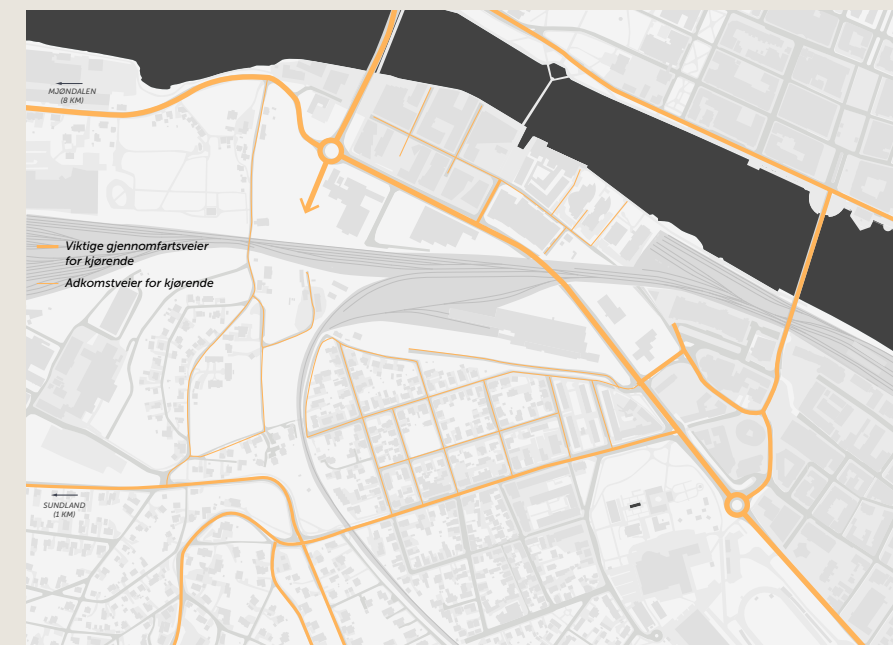 MJØNDALEN
(8 KM)
Viktige gjennomfartsveier
for kjørende
Adkomstveier for kjørende
SUNDLAND
(1 KM)